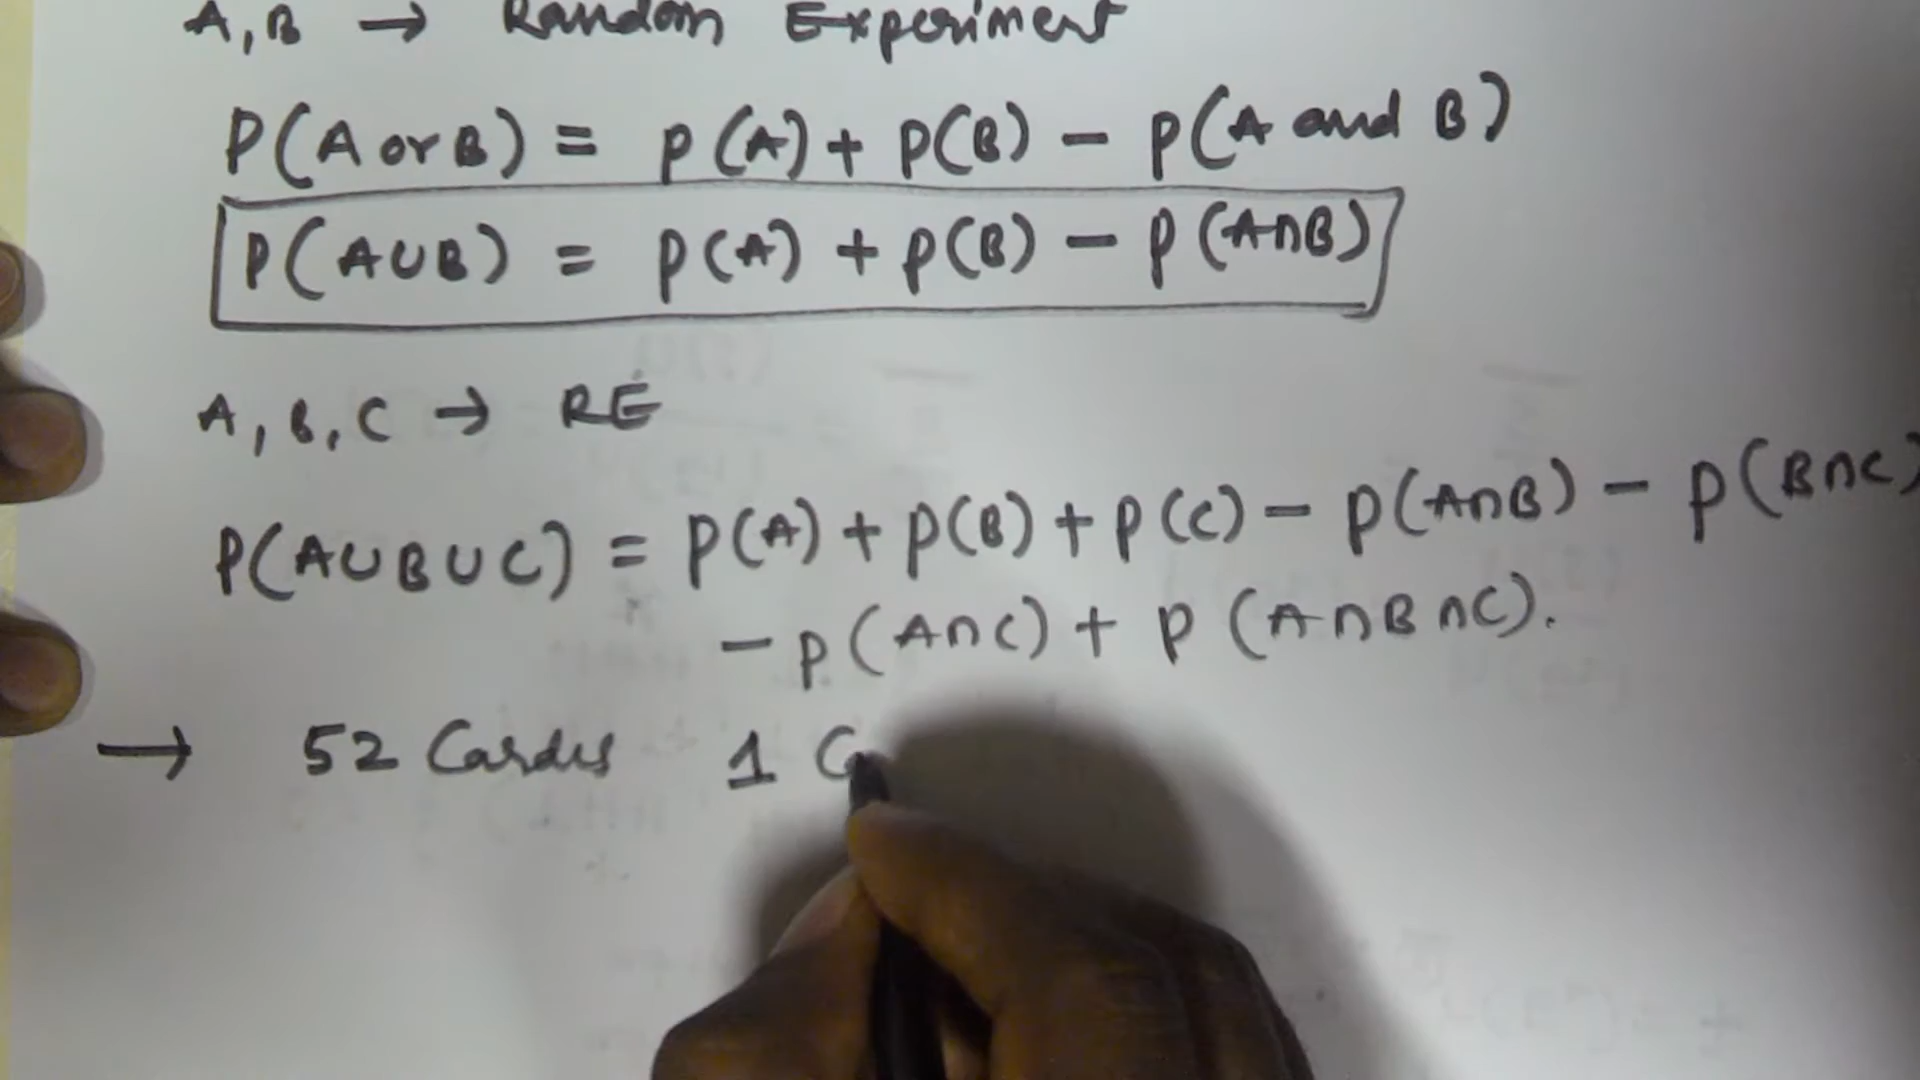 A, B → Random Experiment
P(A or B) = P(A) + P(B) - P(A and B)
P(A∪B) = P(A) + P(B) - P(A∩B)
A, B, C → RE
P(A∪B∪C) = P(A) + P(B) + P(C) - P(A∩B) - P(B∩C)
- P(A∩C) + P(A∩B∩C).
→ 52 Cards 1 C